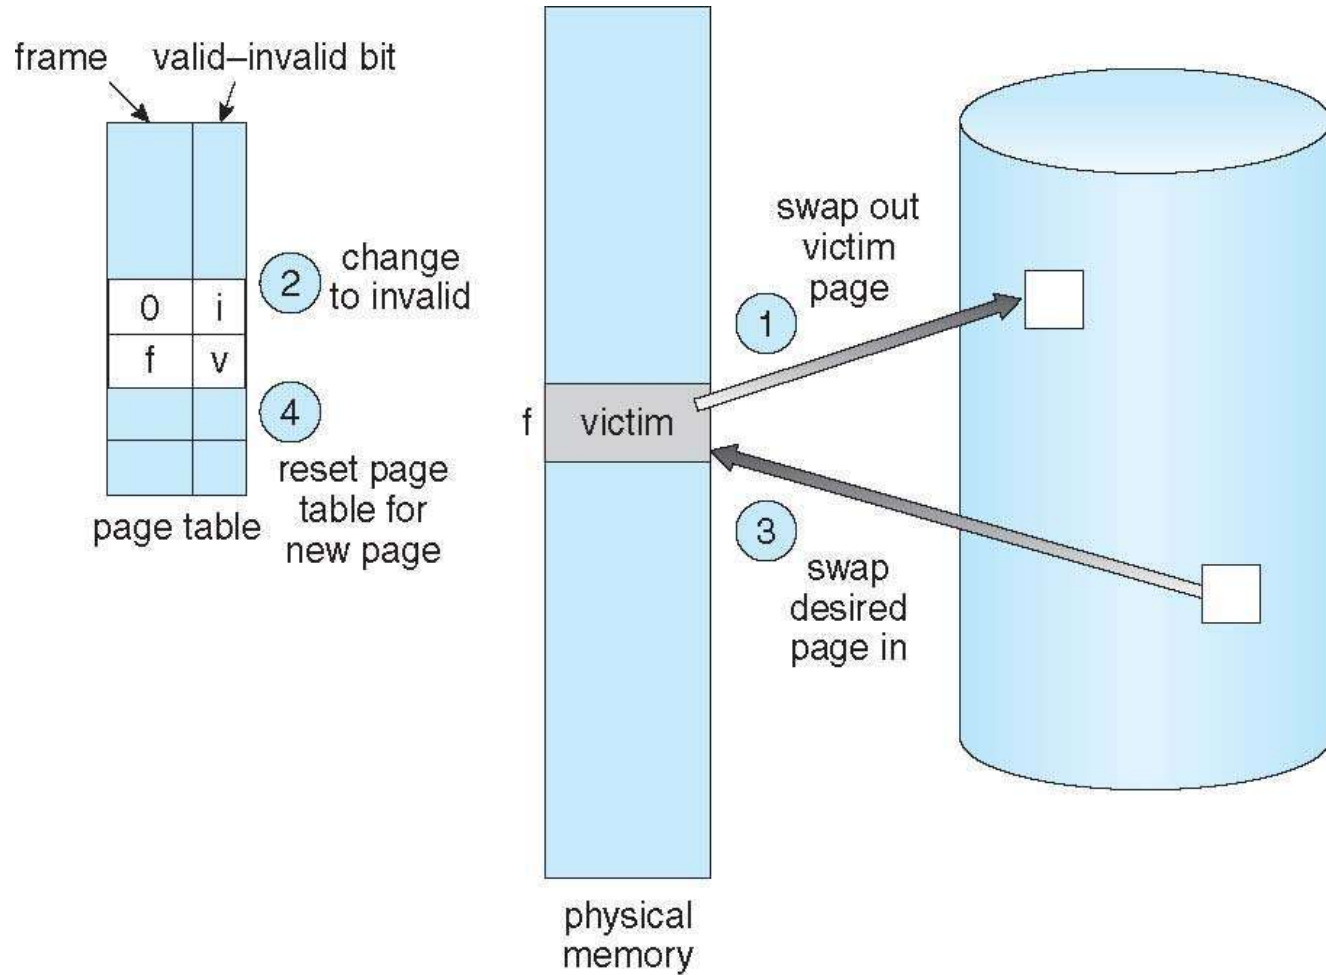 frame
valid–invalid bit
0
i
f
v
2
change
to invalid
4
reset page
table for
new page
page table
f
victim
physical
memory
swap out
victim
page
1
3
swap
desired
page in